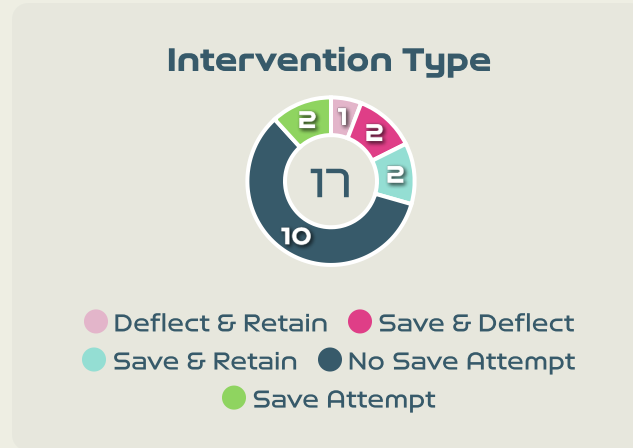 Intervention Type
2 1 2
2
17
10
Deflect & Retain Save & Deflect
Save & Retain No Save Attempt
Save Attempt